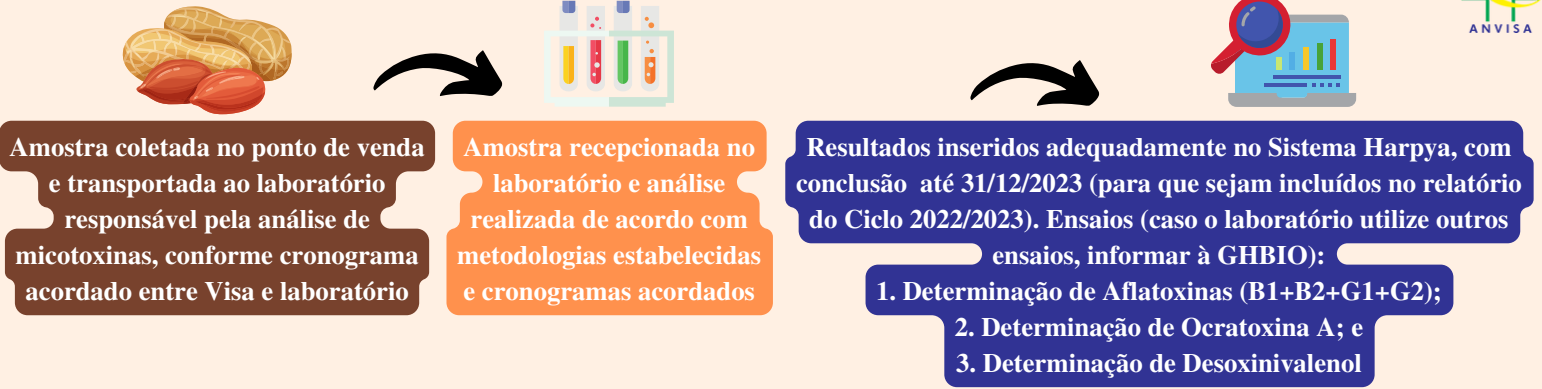 ANVISA
Amostra coletada no ponto de venda
e transportada ao laboratório
responsável pela análise de
micotoxinas, conforme cronograma
acordado entre Visa e laboratório
Amostra recepcionada no
laboratório e análise
realizada de acordo com
metodologias estabelecidas
e cronogramas acordados
Resultados inseridos adequadamente no Sistema Harpya, com
conclusão até 31/12/2023 (para que sejam incluídos no relatório
do Ciclo 2022/2023). Ensaios (caso o laboratório utilize outros
ensaios, informar à GHBIO):
1. Determinação de Aflatoxinas (B1+B2+G1+G2);
2. Determinação de Ocratoxina A; e
3. Determinação de Desoxinivalenol